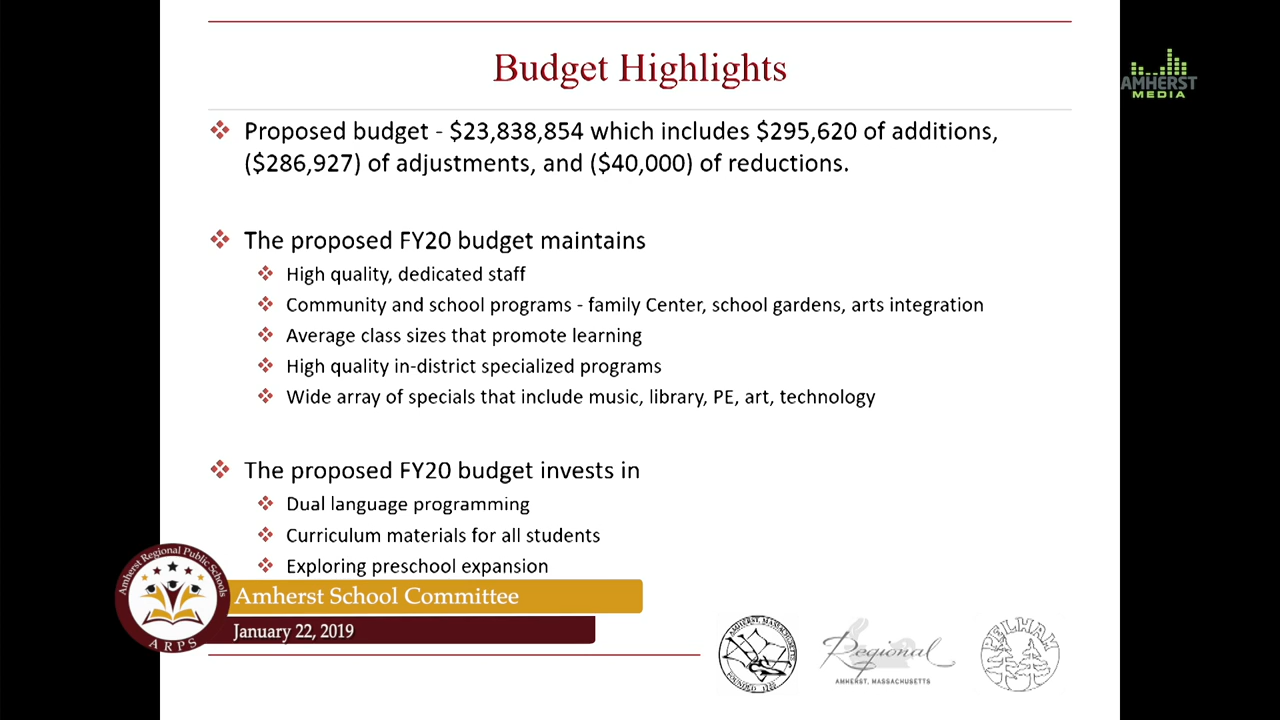 Budget Highlights
AMHERST
MEDIA
Proposed budget - $23,838,854 which includes $295,620 of additions,
($286,927) of adjustments, and ($40,000) of reductions.
The proposed FY20 budget maintains
High quality, dedicated staff
Community and school programs - family Center, school gardens, arts integration
Average class sizes that promote learning
High quality in-district specialized programs
Wide array of specials that include music, library, PE, art, technology
The proposed FY20 budget invests in
Dual language programming
Curriculum materials for all students
Exploring preschool expansion
Amherst Regional Public Schools
ARPS
Amherst School Committee
January 22, 2019
AMHERST, MASSACHUSETTS
FOUNDED
Regional
AMHERST, MASSACHUSETTS
PELHAM